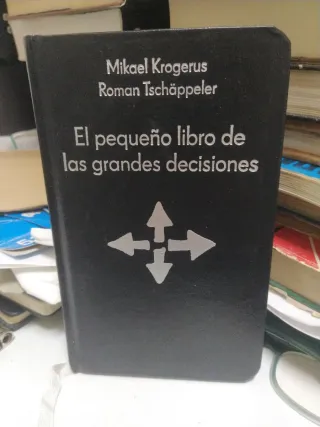 Mikael Krogerus
Roman Tschäppeler
El pequeño libro de
las grandes decisiones